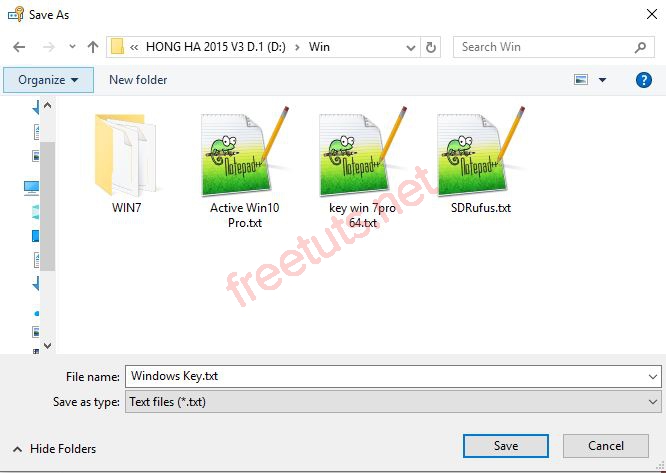 Save As
« HONG HA 2015 V3 D.1 (D:) › Win
Search Win
Organize
New folder
?
WIN7
Active Win10
Pro.txt
key win 7pro
64.txt
SDRufus.txt
Notepad++
Notepad++
Notepad++
freetuts.net
File name: Windows Key.txt
Save as type: Text files (*.txt)
Hide Folders
Save
Cancel